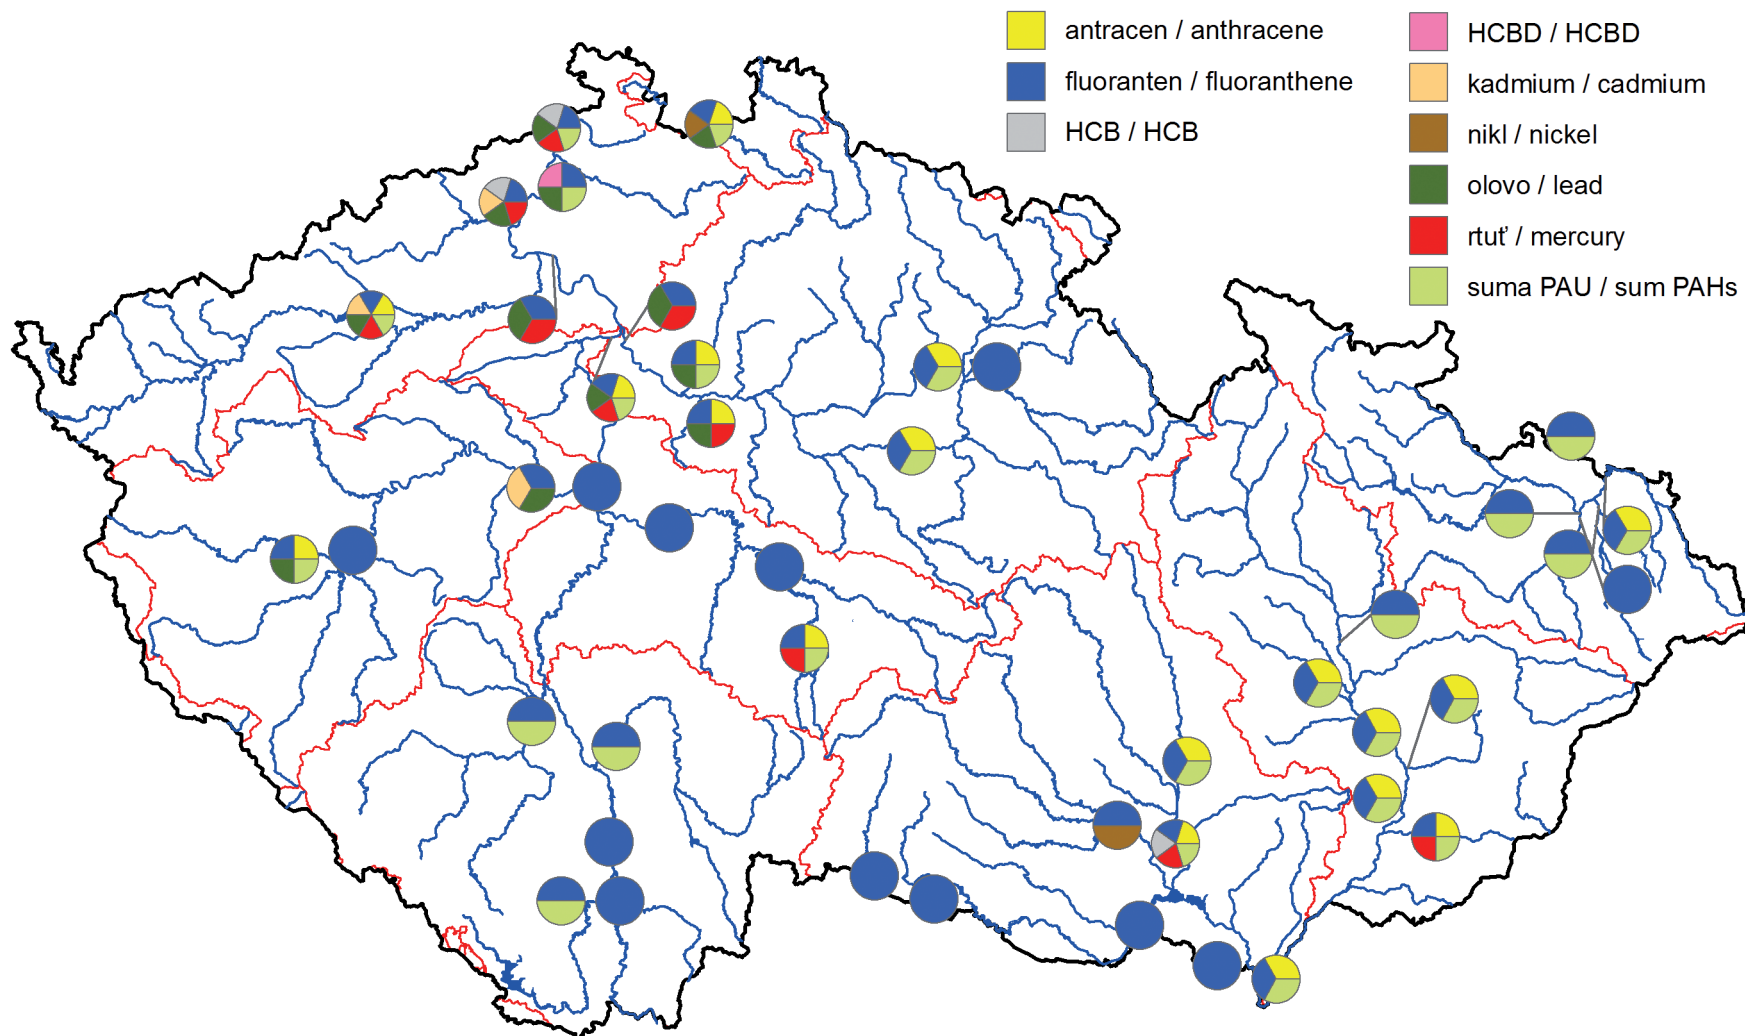 antracen / anthracene
fluoranten / fluoranthene
HCB / HCB
HCBD / HCBD
kadmium / cadmium
nikl / nickel
olovo / lead
rtuť / mercury
suma PAU / sum PAHs